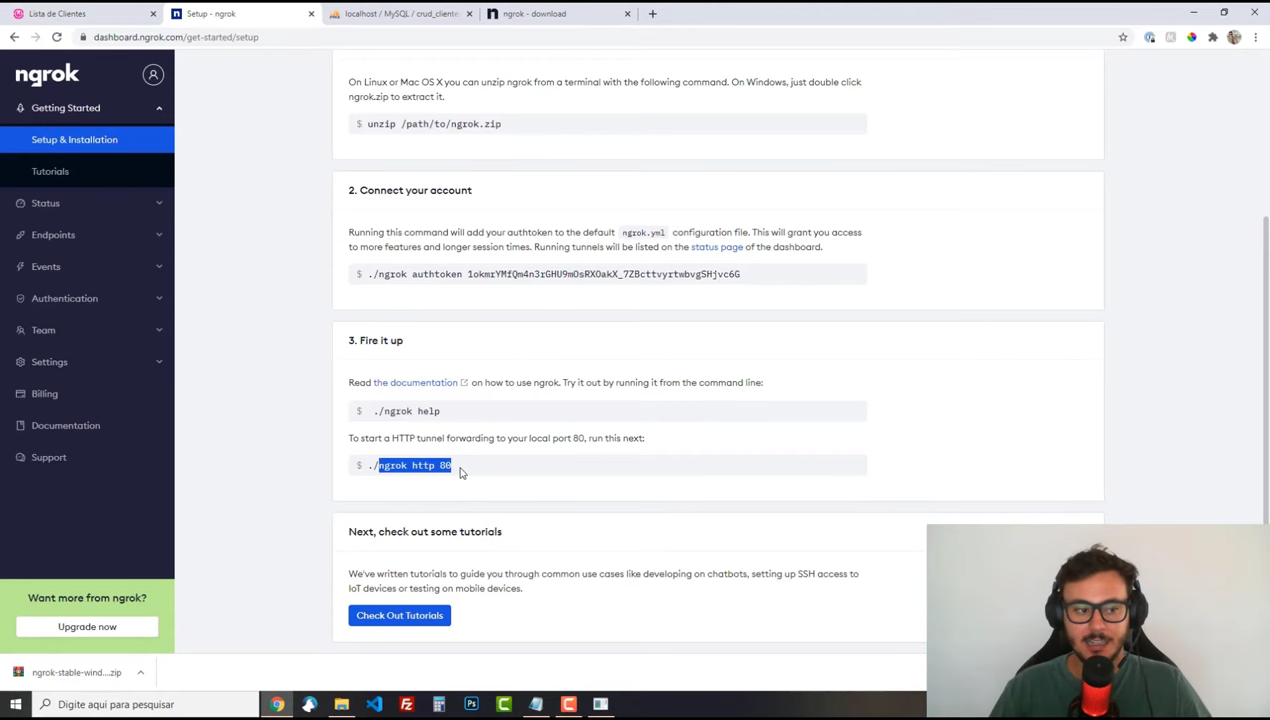 Lista de Clientes
Setup - ngrok
localhost / MySQL / crud_cliente
ngrok - download
dashboard.ngrok.com/get-started/setup
ngrok
Getting Started
Setup & Installation
Tutorials
Status
Endpoints
Events
Authentication
Team
Settings
Billing
Documentation
Support
Want more from ngrok?
Upgrade now
On Linux or Mac OS X you can unzip ngrok from a terminal with the following command. On Windows, just double click
ngrok.zip to extract it.
$ unzip /path/to/ngrok.zip
2. Connect your account
Running this command will add your authtoken to the default ngrok.yml configuration file. This will grant you access
to more features and longer session times. Running tunnels will be listed on the status page of the dashboard.
$ ./ngrok authtoken 1okmrYMfQm4n3rGHU9mOsRXOakX_7ZBcttvyrtwbvgSHjvc6G
3. Fire it up
Read the documentation on how to use ngrok. Try it out by running it from the command line:
$ ./ngrok help
To start a HTTP tunnel forwarding to your local port 80, run this next:
$ ./ngrok http 80
Next, check out some tutorials
We've written tutorials to guide you through common use cases like developing on chatbots, setting up SSH access to
IoT devices or testing on mobile devices.
Check Out Tutorials
ngrok-stable-wind....zip
Digite aqui para pesquisar